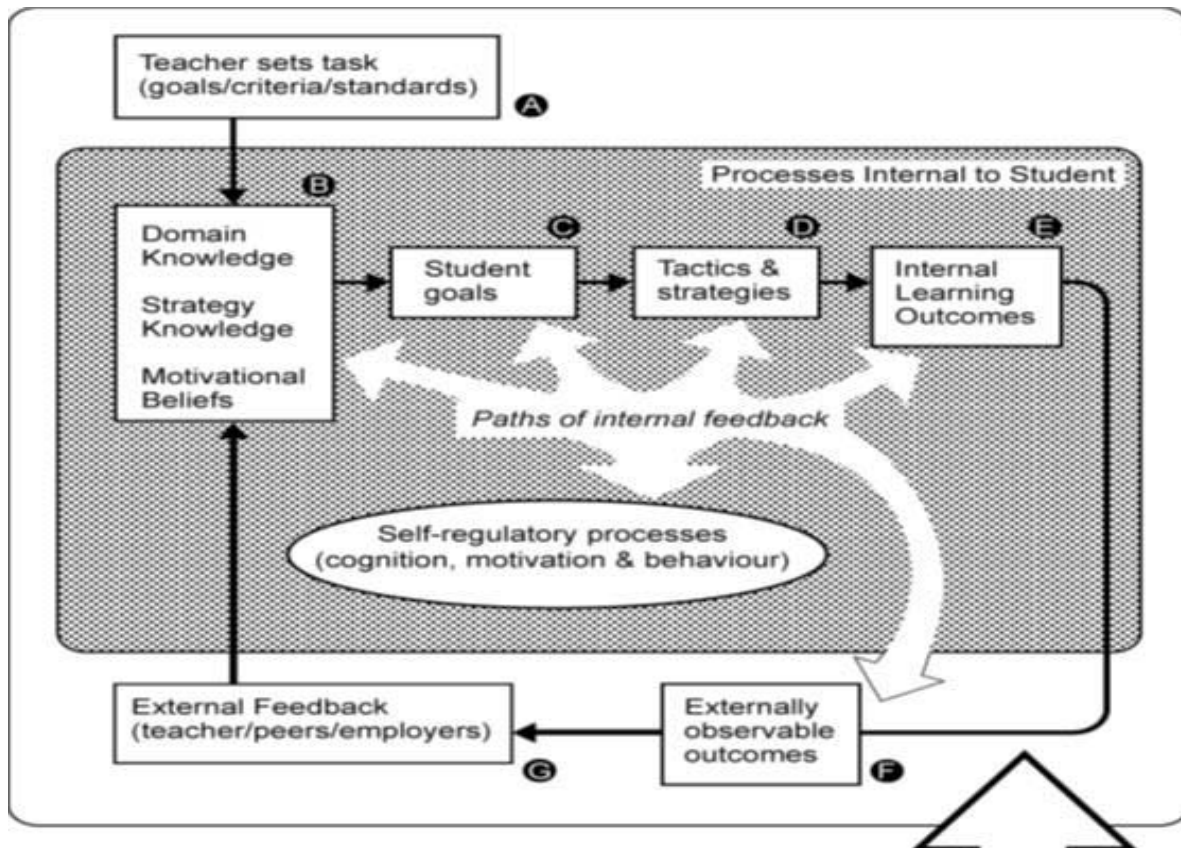 Teacher sets task
(goals/criteria/standards)
A
Processes Internal to Student
B
Domain
Knowledge
Strategy
Knowledge
Motivational
Beliefs
C
Student
goals
D
Tactics &
strategies
E
Internal
Learning
Outcomes
Paths of internal feedback
Self-regulatory processes
(cognition, motivation & behaviour)
External Feedback
(teacher/peers/employers)
G
Externally
observable
outcomes
F